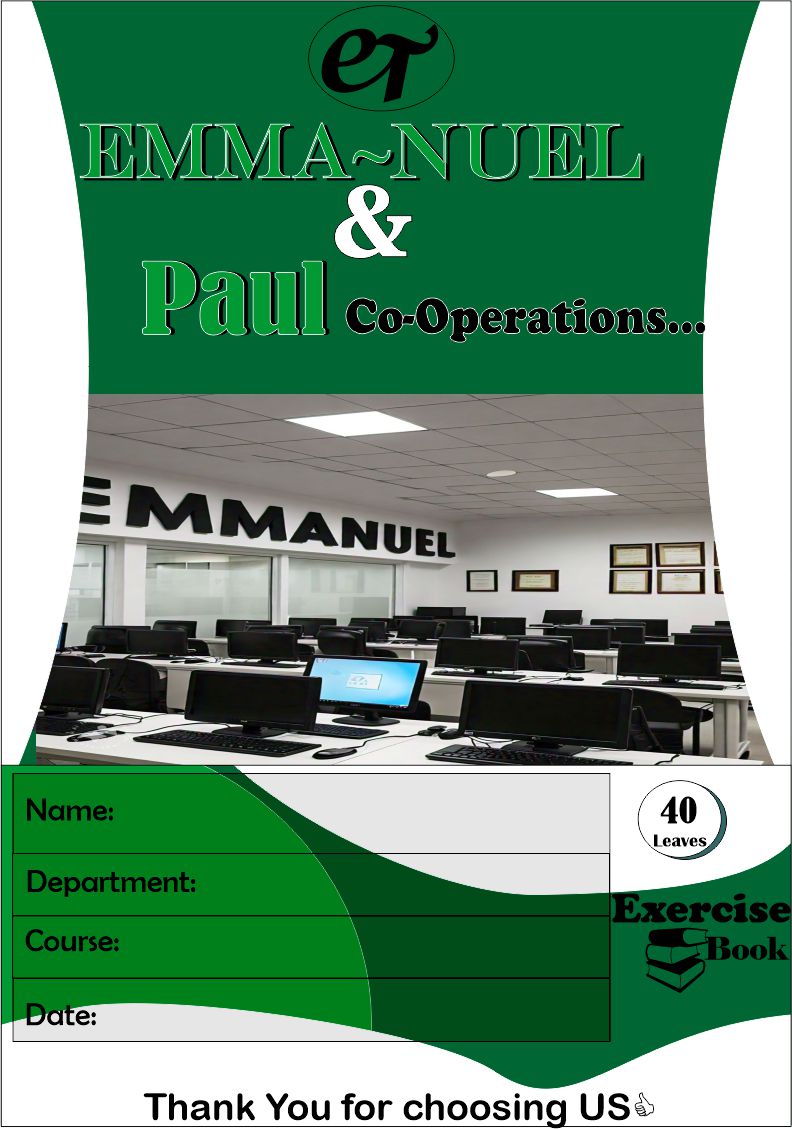 eT
EMMA~NUEL
&
Paul Co-Operations...
EMMANUEL
Name:
Department:
Course:
Date:
40
Leaves
Exercise
Book
Thank You for choosing US